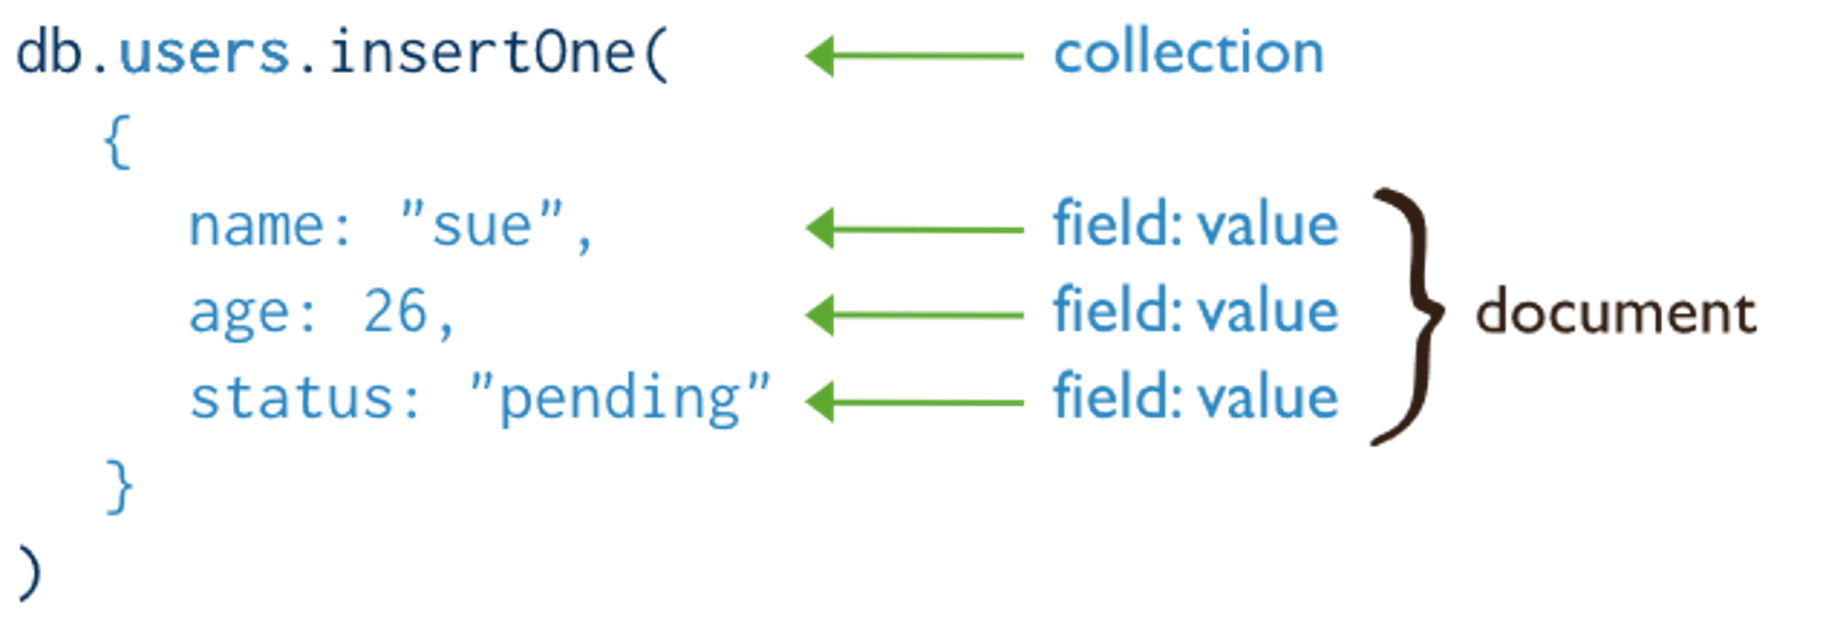 db.users.insertOne( collection
{
name: "sue", field: value
age: 26, field: value
document
status: "pending" field: value
}
)